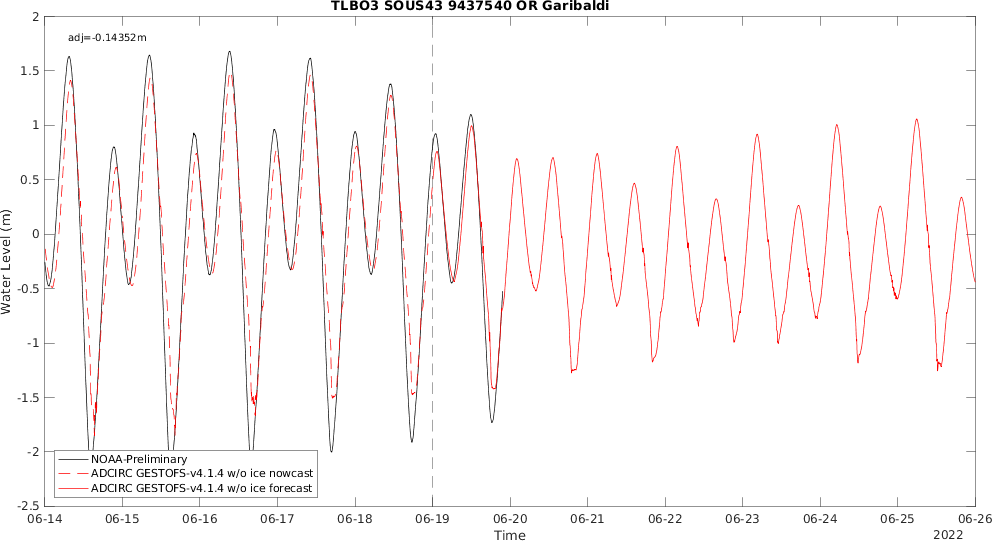 TLBO3 SOUS43 9437540 OR Garibaldi
adj=-0.14352m
2
1.5
1
0.5
0
-0.5
-1
-1.5
-2
-2.5
Water Level (m)
NOAA-Preliminary
ADCIRC GESTOFS-v4.1.4 w/o ice nowcast
ADCIRC GESTOFS-v4.1.4 w/o ice forecast
06-14 06-15 06-16 06-17 06-18 06-19 06-20 06-21 06-22 06-23 06-24 06-25 06-26
Time
2022